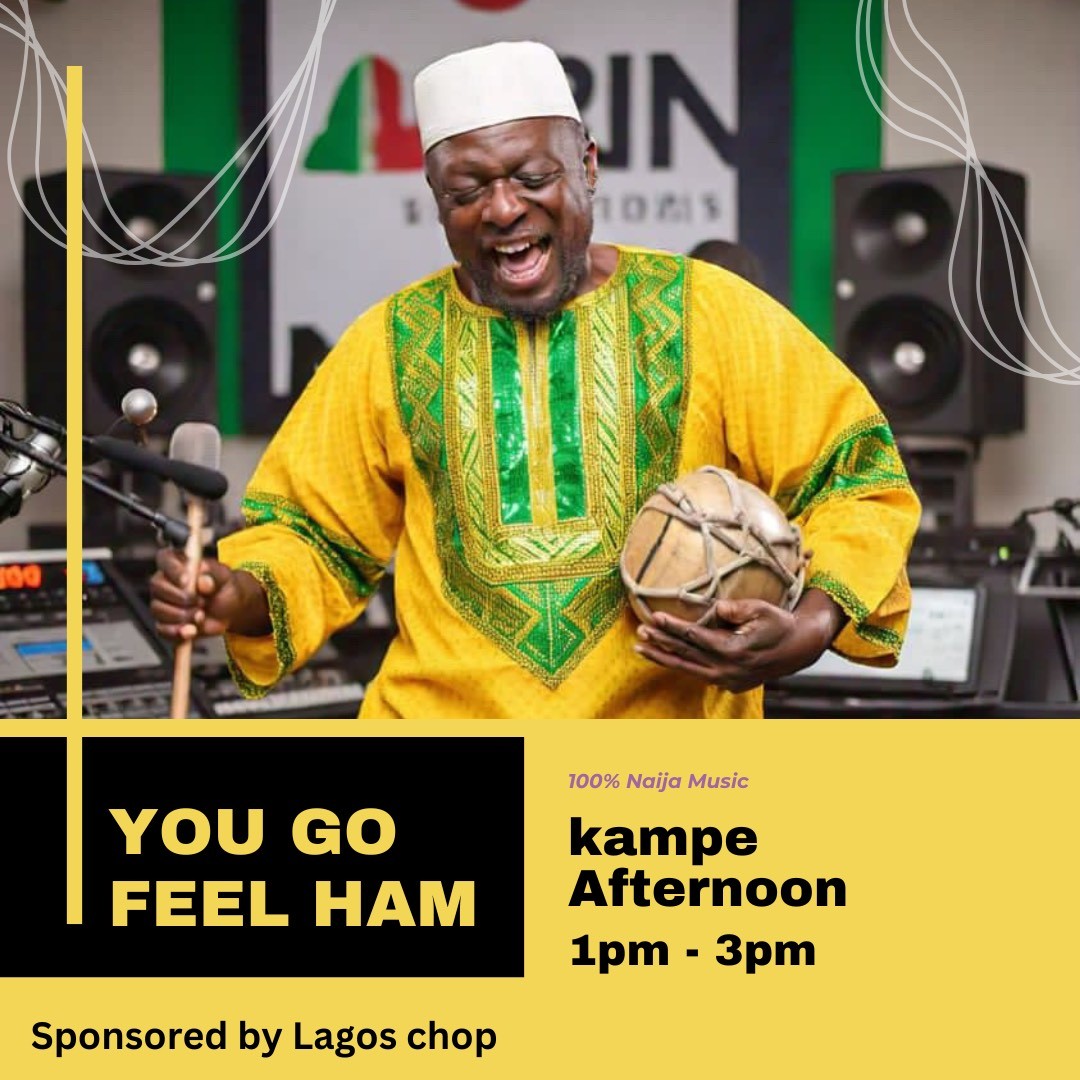 100% Naija Music
YOU GO
FEEL HAM
kampe
Afternoon
1pm - 3pm
Sponsored by Lagos chop